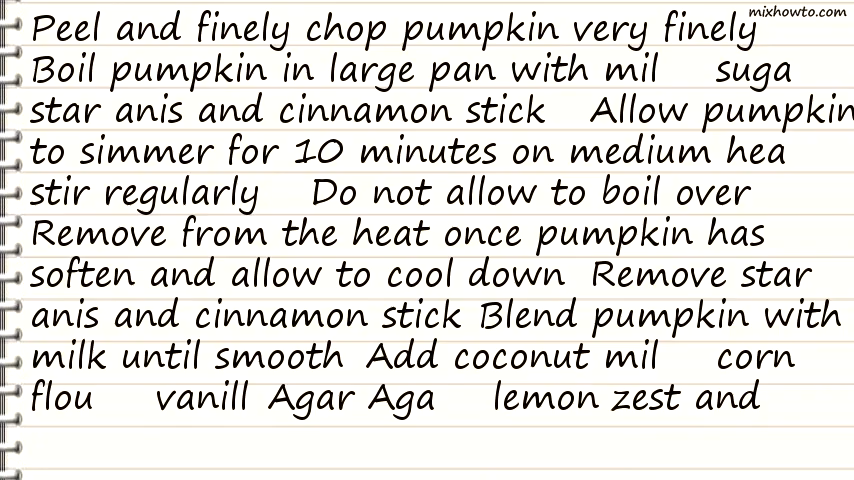 mixhowto.com
Peel and finely chop pumpkin very finely
Boil pumpkin in large pan with mil suga
star anis and cinnamon stick Allow pumpkin
to simmer for 10 minutes on medium hea
stir regularly Do not allow to boil over
Remove from the heat once pumpkin has
soften and allow to cool down Remove star
anis and cinnamon stick Blend pumpkin with
milk until smooth Add coconut mil corn
flou vanill Agar Aga lemon zest and